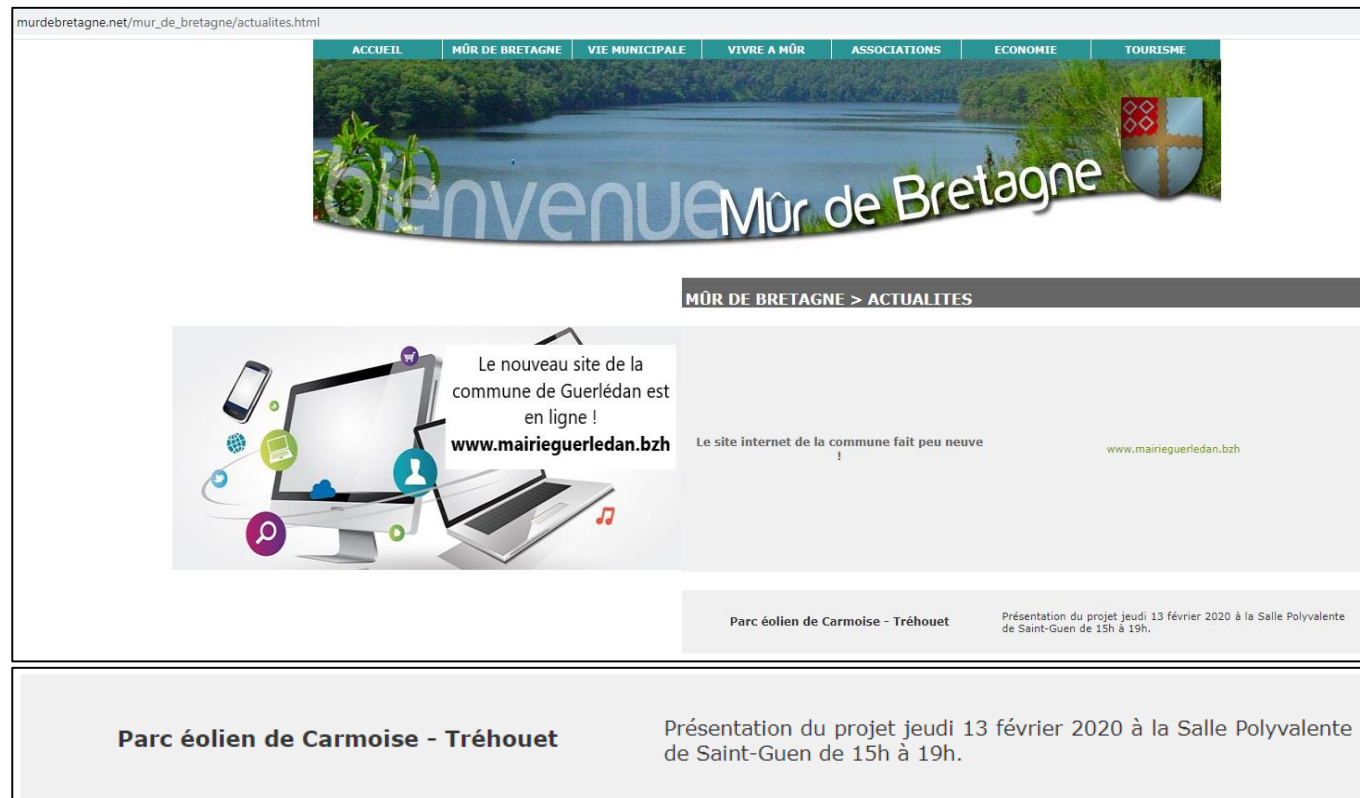 murdebretagne.net/mur_de_bretagne/actualites.html
ACCUEIL MÛR DE BRETAGNE VIE MUNICIPALE VIVRE A MÛR ASSOCIATIONS ECONOMIE TOURISME
bienvenue Mûr de Bretagne
MÛR DE BRETAGNE > ACTUALITES
Le nouveau site de la
commune de Guerlédan est
en ligne !
www.mairieguerledan.bzh
Le site internet de la commune fait peu neuve
!
www.mairieguerledan.bzh
Parc éolien de Carmoise - Tréhouet
Présentation du projet jeudi 13 février 2020 à la Salle Polyvalente
de Saint-Guen de 15h à 19h.
Parc éolien de Carmoise - Tréhouet
Présentation du projet jeudi 13 février 2020 à la Salle Polyvalente
de Saint-Guen de 15h à 19h.